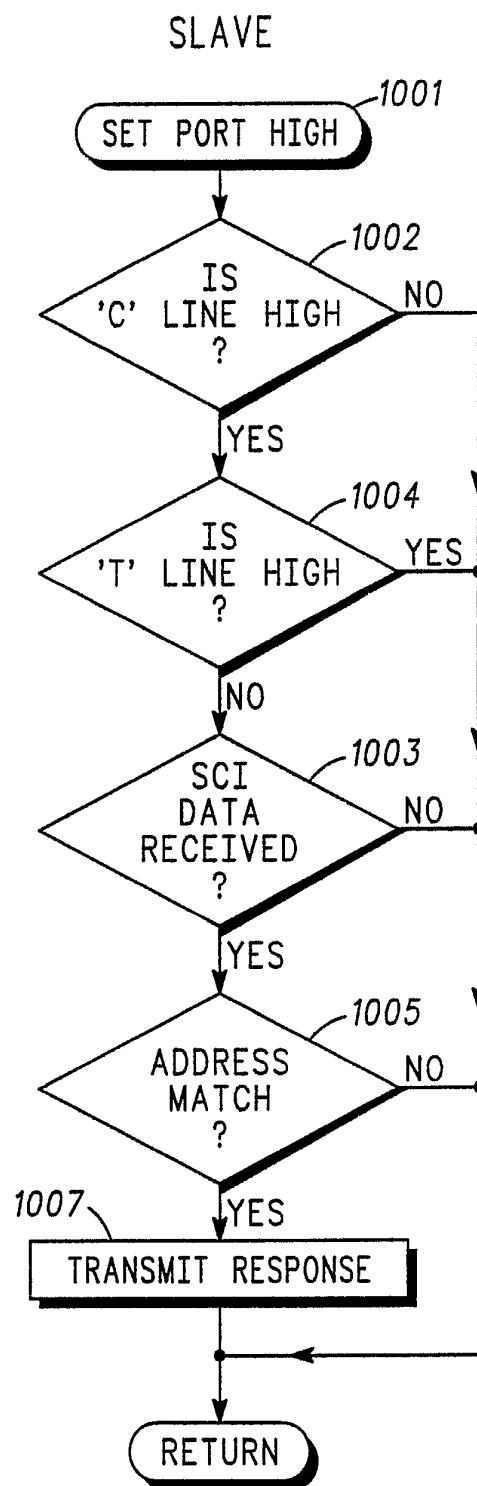 SLAVE
1001
SET PORT HIGH
1002
IS
'C' LINE HIGH
?
NO
YES
1004
IS
'T' LINE HIGH
?
YES
NO
1003
SCI
DATA
RECEIVED
?
NO
YES
1005
ADDRESS
MATCH
?
NO
YES
1007
TRANSMIT RESPONSE
RETURN